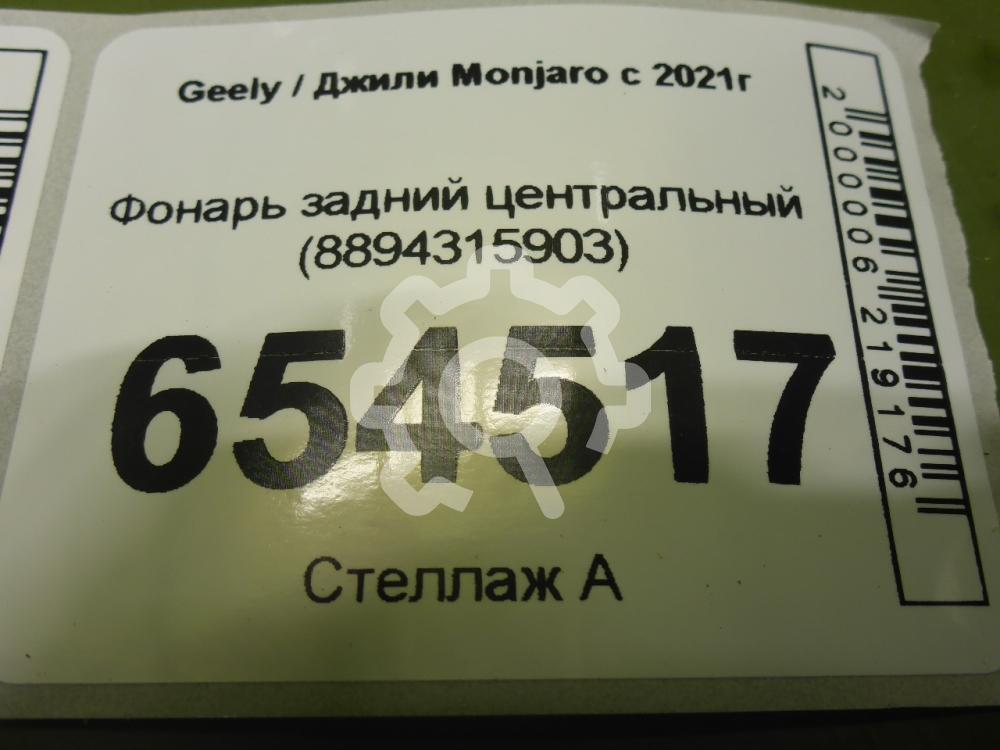 Geely / Джили Monjaro с 2021г
Фонарь задний центральный
(8894315903)
654517
Стеллаж А
2000006219176